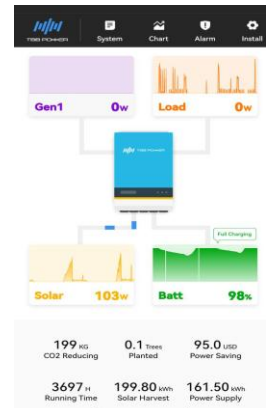 TBB POWER
System Chart Alarm Install
Gen1 0W
Load 0W
TBB POWER
Full Charging
Solar 103W
Batt 98%
199 KG 0.1 Trees 95.0 USD
CO2 Reducing Planted Power Saving
3697 H 199.80 kWh 161.50 kWh
Running Time Solar Harvest Power Supply